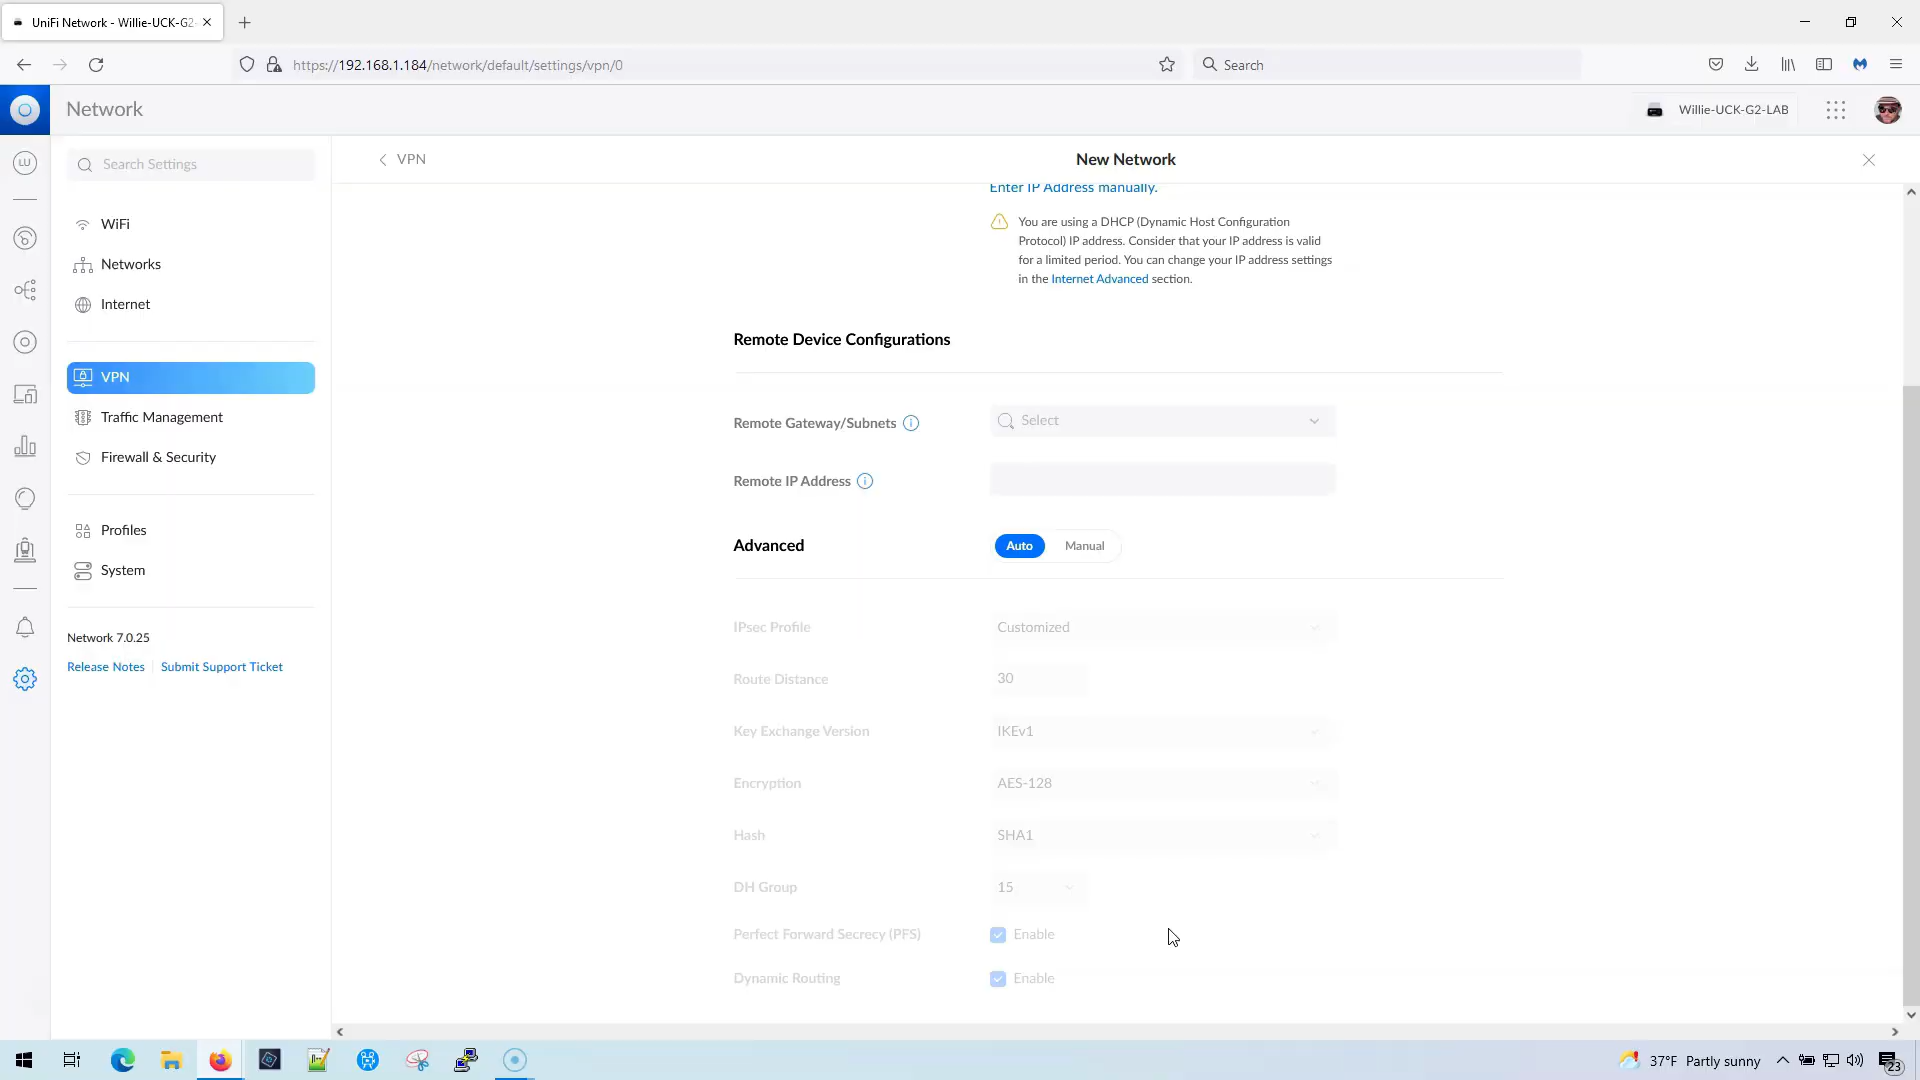 UniFi Network - Willie-UCK-G2-
https://192.168.1.184/network/default/settings/vpn/0
Search
Network
Willie-UCK-G2-LAB
LU
Search Settings
WiFi
Networks
Internet
VPN
Traffic Management
Firewall & Security
Profiles
System
Network 7.0.25
Release Notes
Submit Support Ticket
VPN
New Network
Enter IP Address manually.
You are using a DHCP (Dynamic Host Configuration
Protocol) IP address. Consider that your IP address is valid
for a limited period. You can change your IP address settings
in the Internet Advanced section.
Remote Device Configurations
Remote Gateway/Subnets
Select
Remote IP Address
Advanced
Auto
Manual
IPsec Profile
Customized
Route Distance
30
Key Exchange Version
IKEv1
Encryption
AES-128
Hash
SHA1
DH Group
15
Perfect Forward Secrecy (PFS)
Enable
Dynamic Routing
Enable
37°F Partly sunny
23